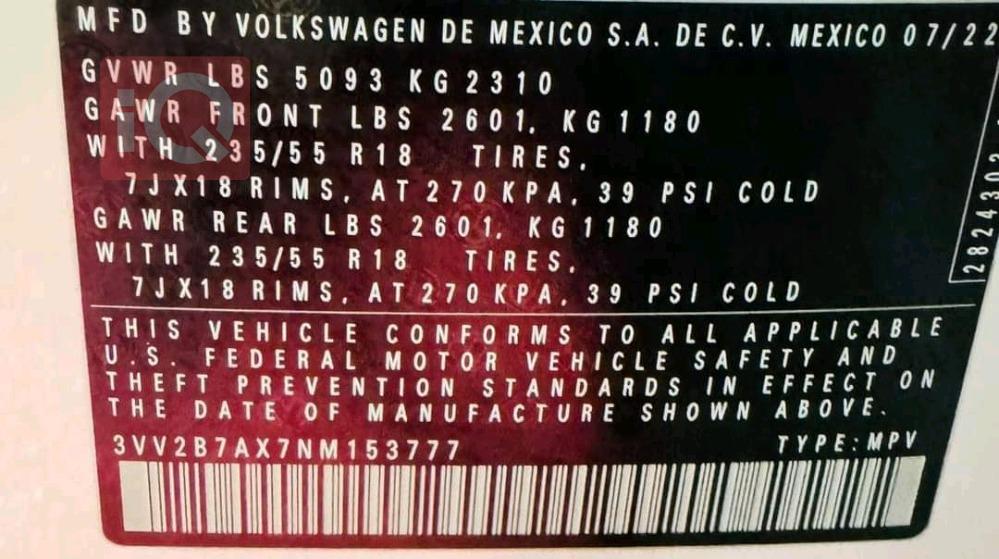 MFD BY VOLKSWAGEN DE MEXICO S.A. DE C.V. MEXICO 07/22
GVWR LBS 5093 KG 2310
GAWR FRONT LBS 2601, KG 1180
WITH 235/55 R18 TIRES,
7JX18 RIMS, AT 270 KPA, 39 PSI COLD
GAWR REAR LBS 2601, KG 1180
WITH 235/55 R18 TIRES,
7JX18 RIMS, AT 270 KPA, 39 PSI COLD
THIS VEHICLE CONFORMS TO ALL APPLICABLE
U.S. FEDERAL MOTOR VEHICLE SAFETY AND
THEFT PREVENTION STANDARDS IN EFFECT ON
THE DATE OF MANUFACTURE SHOWN ABOVE.
3VV2B7AX7NM153777 TYPE: MPV
iQ